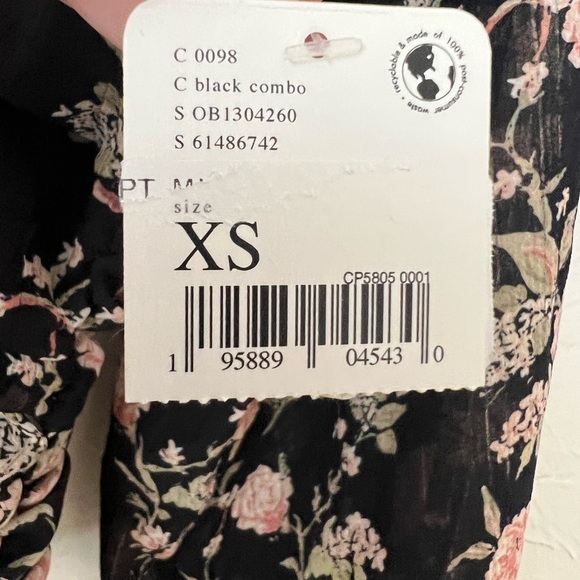 C 0098
C black combo
S OB1304260
S 61486742
recyclable & made of 100% post-consumer waste
PT
size
XS
CP5805 0001
1 95889 04543 0